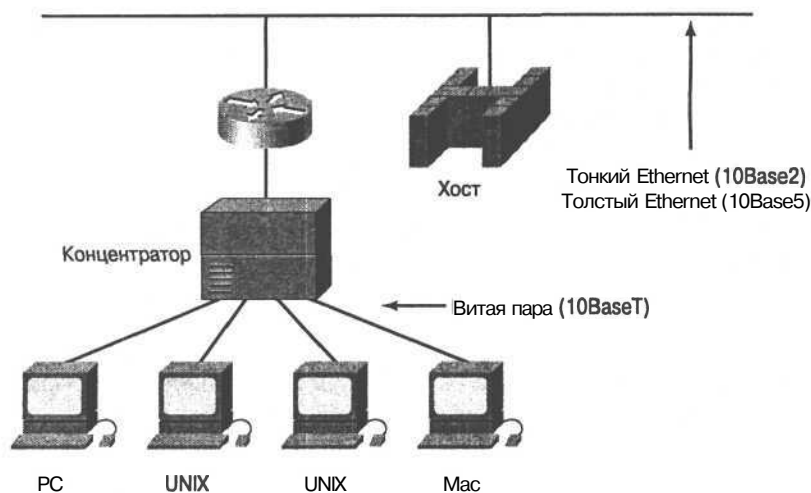 Хост
Тонкий Ethernet (10Base2)
Толстый Ethernet (10Base5)
Концентратор
Витая пара (10BaseT)
PC
UNIX
UNIX
Mac